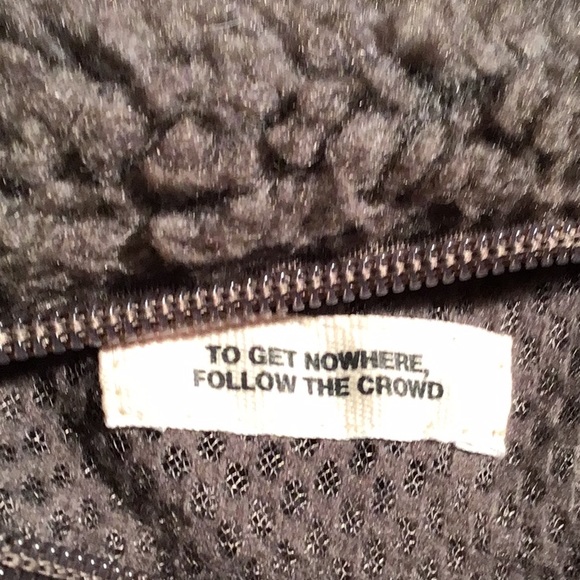 TO GET NOWHERE,
FOLLOW THE CROWD